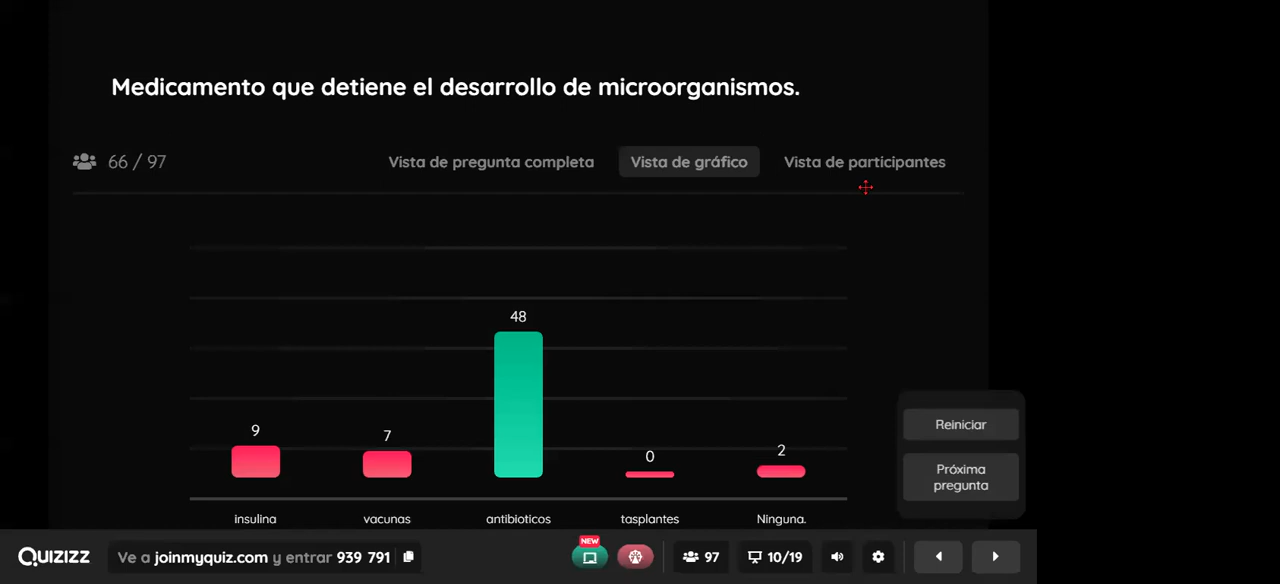 Medicamento que detiene el desarrollo de microorganismos.
66 / 97
Vista de pregunta completa
Vista de gráfico
Vista de participantes
48
9
7
0
2
insulina
vacunas
antibioticos
tasplantes
Ninguna.
Reiniciar
Próxima
pregunta
QUIZIZZ
Ve a joinmyquiz.com y entrar 939 791
NEW
97
10/19